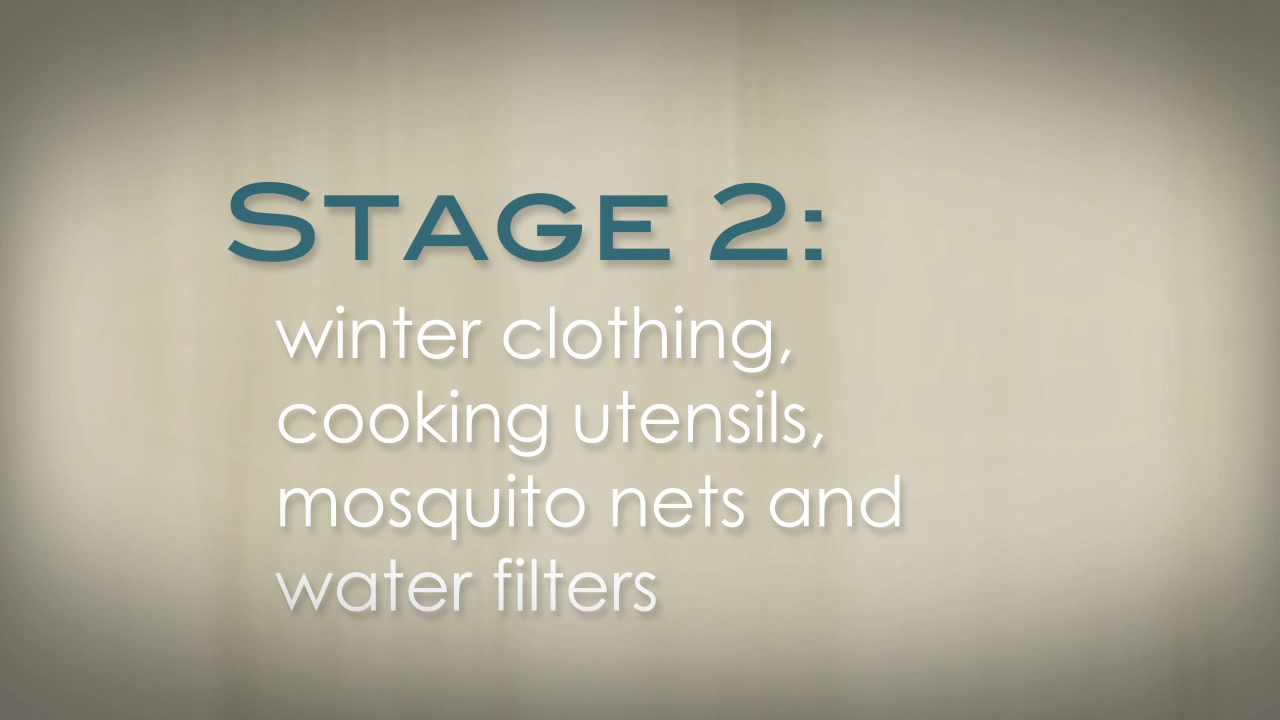 Stage 2:
winter clothing,
cooking utensils,
mosquito nets and
water filters